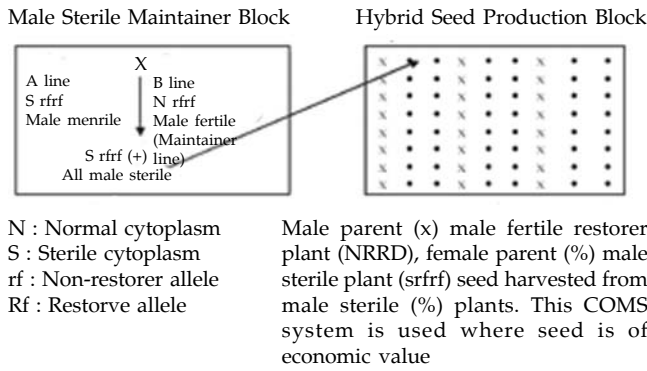 Male Sterile Maintainer Block
Hybrid Seed Production Block
X
A line
S rfrf
Male menrile
B line
N rfrf
Male fertile
(Maintainer
line)
S rfrf (+)
All male sterile
x • • x • • x • •
x • • x • • x • •
x • • x • • x • •
x • • x • • x • •
x • • x • • x • •
x • • x • • x • •
x • • x • • x • •
x • • x • • x • •
N : Normal cytoplasm
S : Sterile cytoplasm
rf : Non-restorer allele
Rf : Restorve allele
Male parent (x) male fertile restorer
plant (NRRD), female parent (%) male
sterile plant (srfrf) seed harvested from
male sterile (%) plants. This COMS
system is used where seed is of
economic value